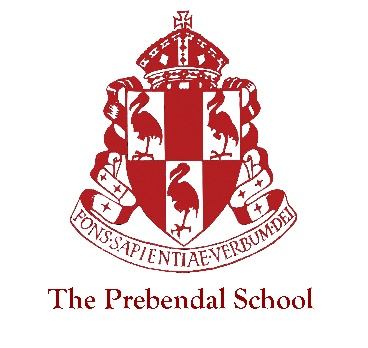 FONS·SAPIENTIAE·VERBUM·DEI
The Prebendal School